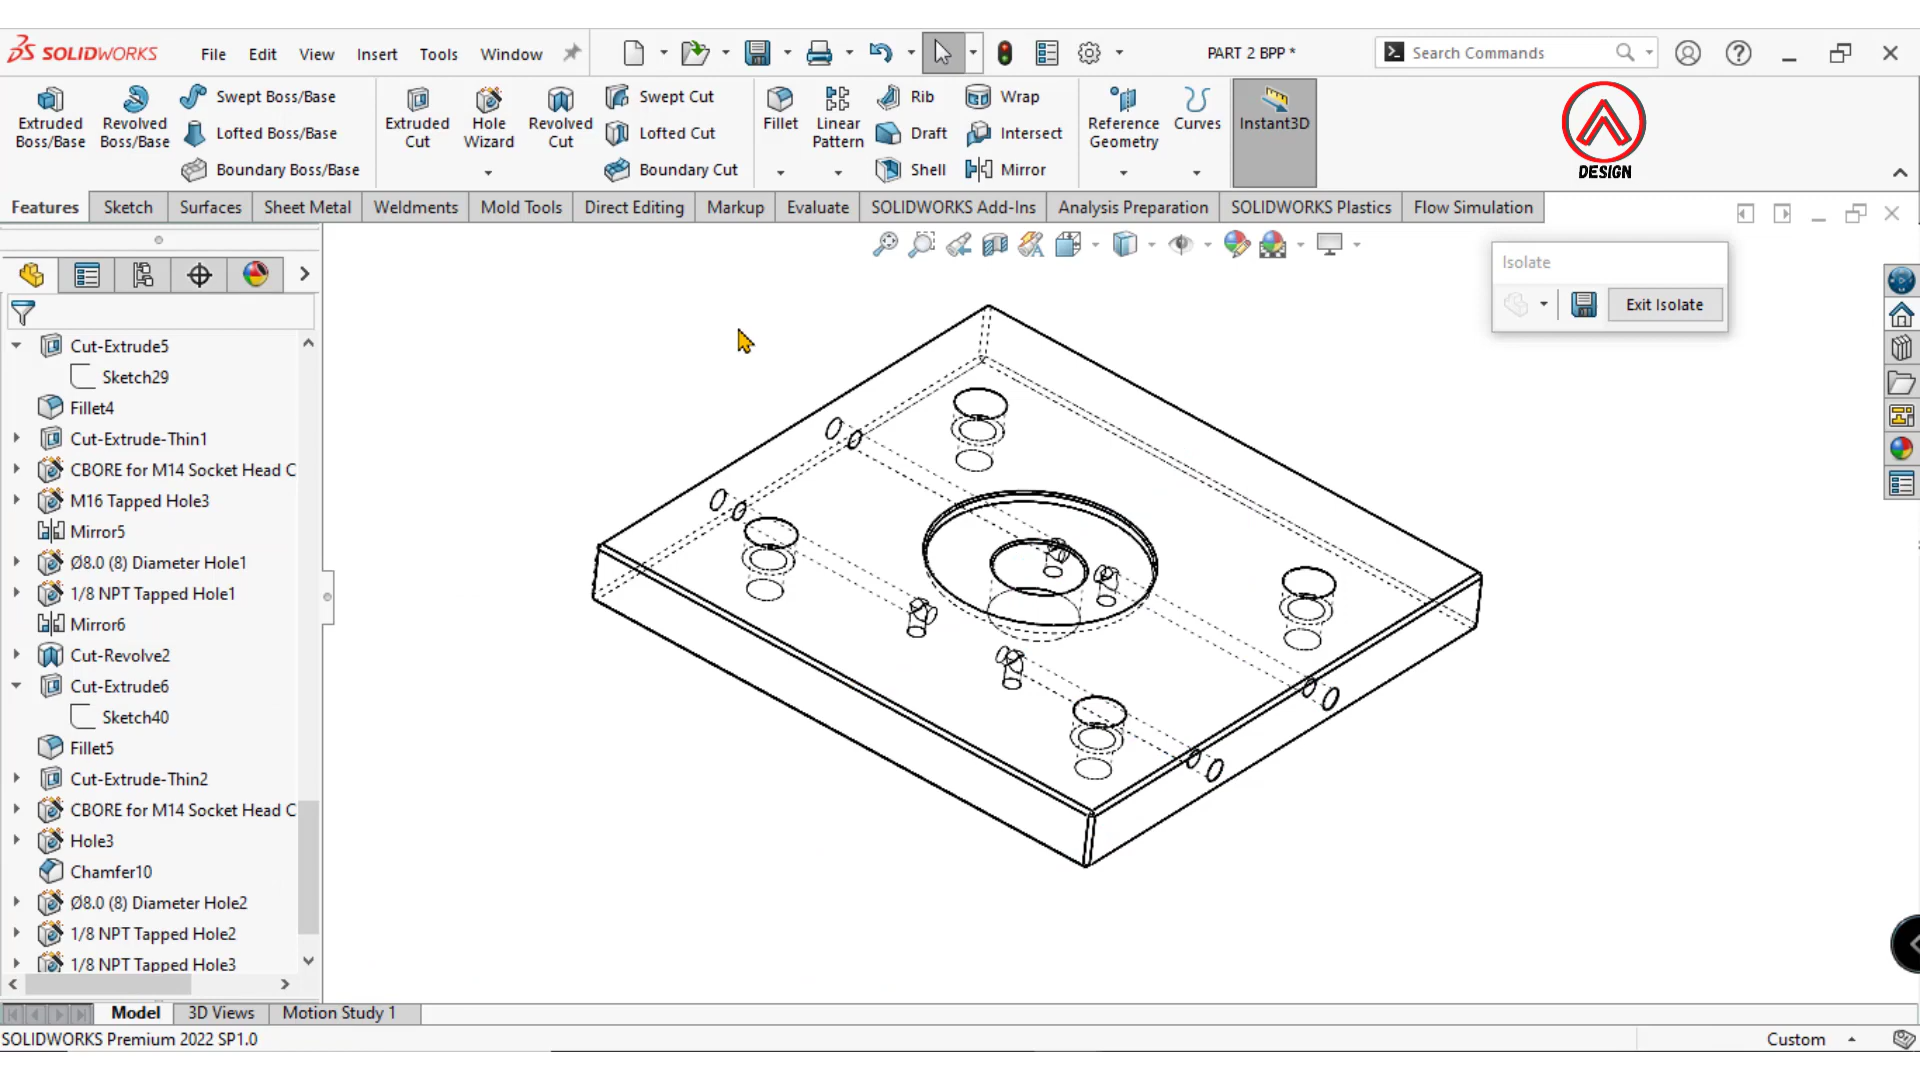 SOLIDWORKS
File Edit View Insert Tools Window
PART 2 BPP *
Search Commands
Extruded Boss/Base
Revolved Boss/Base
Swept Boss/Base
Lofted Boss/Base
Boundary Boss/Base
Extruded Cut
Hole Wizard
Revolved Cut
Swept Cut
Lofted Cut
Boundary Cut
Fillet
Linear Pattern
Rib
Draft
Shell
Wrap
Intersect
Mirror
Reference Geometry
Curves
Instant3D
DESIGN
Features Sketch Surfaces Sheet Metal Weldments Mold Tools Direct Editing Markup Evaluate SOLIDWORKS Add-Ins Analysis Preparation SOLIDWORKS Plastics Flow Simulation
Isolate
Exit Isolate
Cut-Extrude5
Sketch29
Fillet4
Cut-Extrude-Thin1
CBORE for M14 Socket Head C
M16 Tapped Hole3
Mirror5
Ø8.0 (8) Diameter Hole1
1/8 NPT Tapped Hole1
Mirror6
Cut-Revolve2
Cut-Extrude6
Sketch40
Fillet5
Cut-Extrude-Thin2
CBORE for M14 Socket Head C
Hole3
Chamfer10
Ø8.0 (8) Diameter Hole2
1/8 NPT Tapped Hole2
1/8 NPT Tapped Hole3
Model 3D Views Motion Study 1
SOLIDWORKS Premium 2022 SP1.0
Custom